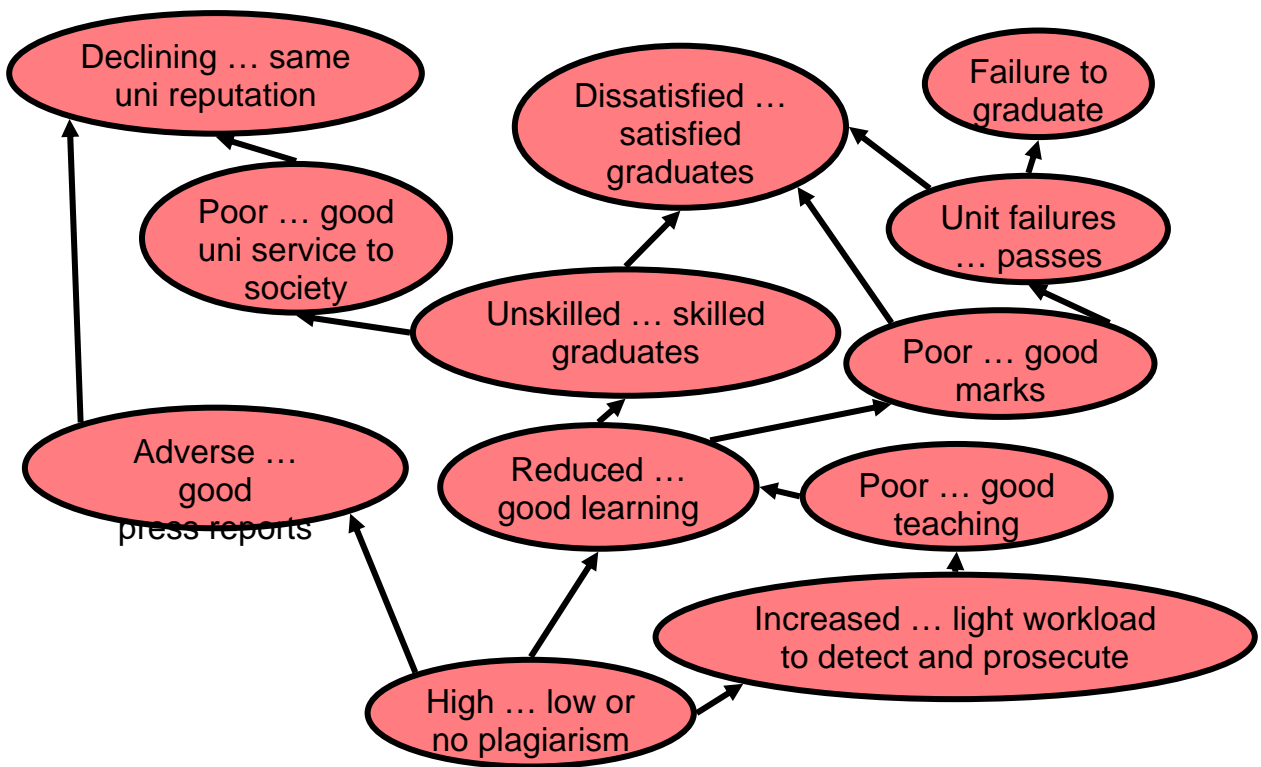 Declining … same
uni reputation
Dissatisfied …
satisfied
graduates
Failure to
graduate
Poor … good
uni service to
society
Unit failures
… passes
Unskilled … skilled
graduates
Poor … good
marks
Adverse …
good
press reports
Reduced …
good learning
Poor … good
teaching
Increased … light workload
to detect and prosecute
High … low or
no plagiarism